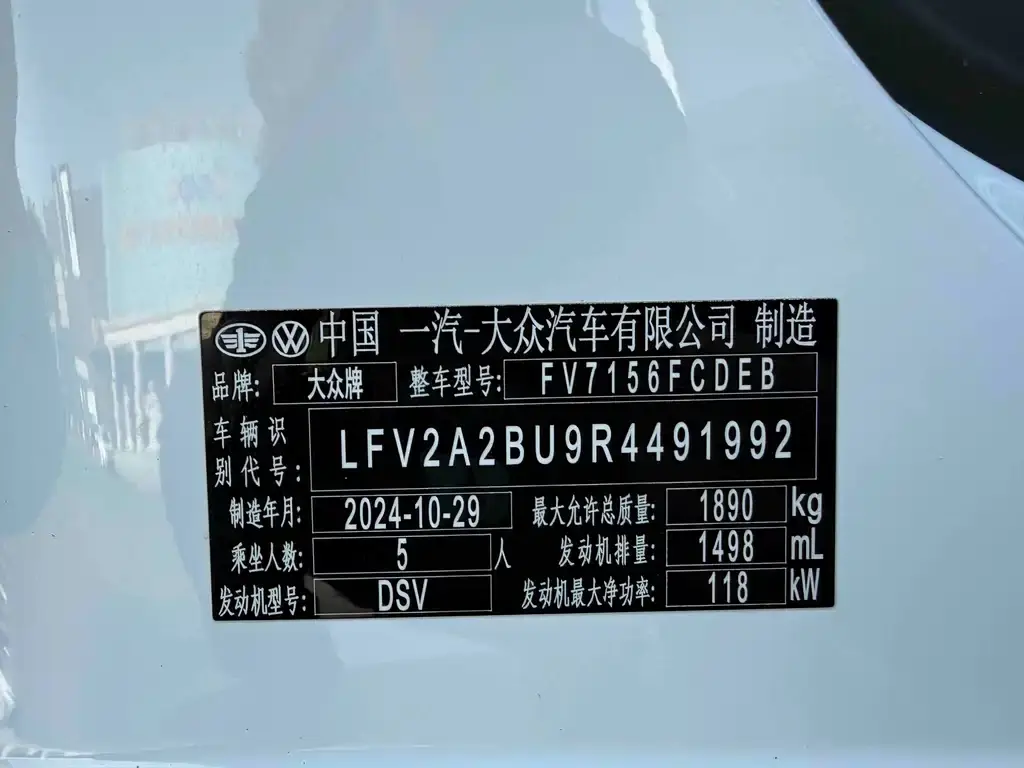 中国 一汽-大众汽车有限公司 制造
品牌: 大众牌 整车型号: FV7156FCDEB
车辆识别代号: LFV2A2BU9R4491992
制造年月: 2024-10-29 最大允许总质量: 1890 kg
乘坐人数: 5 人 发动机排量: 1498 mL
发动机型号: DSV 发动机最大净功率: 118 kW